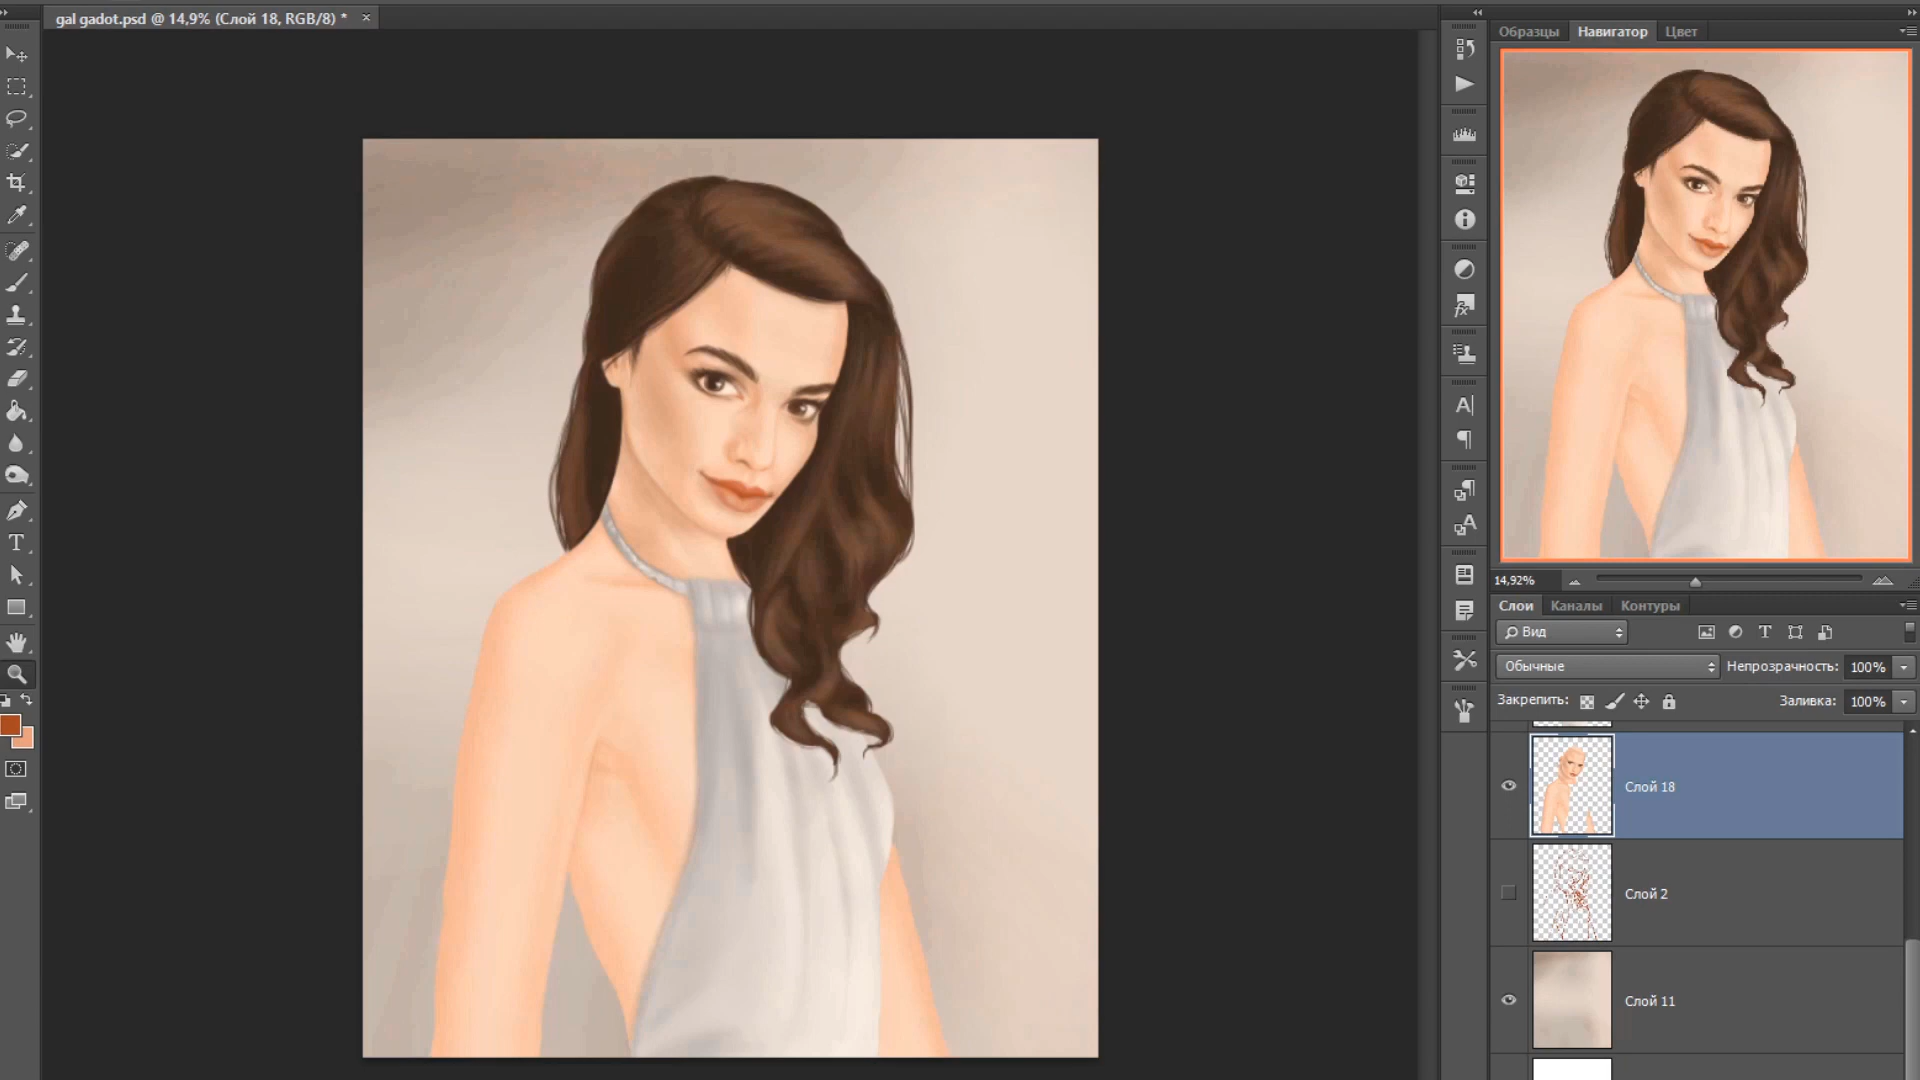 gal gadot.psd @ 14,9% (Слой 18, RGB/8) * ×
Образцы Навигатор Цвет
14,92%
Слои Каналы Контуры
Вид
Обычные Непрозрачность: 100%
Закрепить: Заливка: 100%
Слой 18
Слой 2
Слой 11